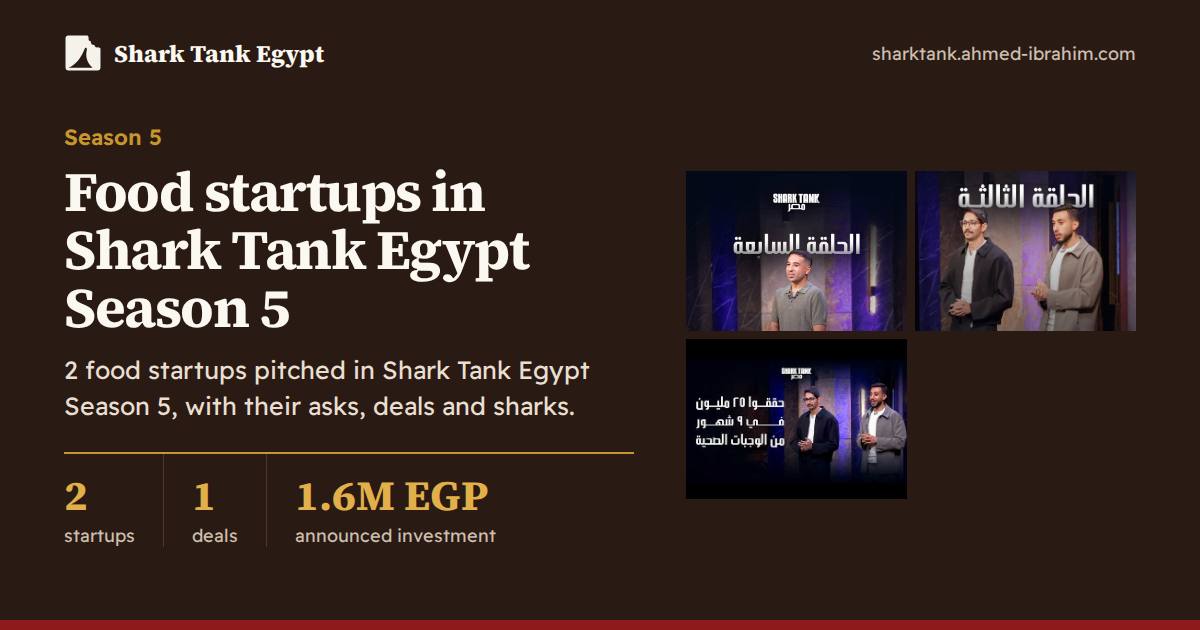 Shark Tank Egypt
sharktank.ahmed-ibrahim.com
Season 5
Food startups in
Shark Tank Egypt
Season 5
2 food startups pitched in Shark Tank Egypt
Season 5, with their asks, deals and sharks.
2
startups
1
deals
1.6M EGP
announced investment
SHARK TANK
مصر
الحلقة السابعة
الحلقة الثالثة
SHARK TANK
مصر
حققوا ٢٥ مليون
في ٩ شهور
من الوجبات الصحية